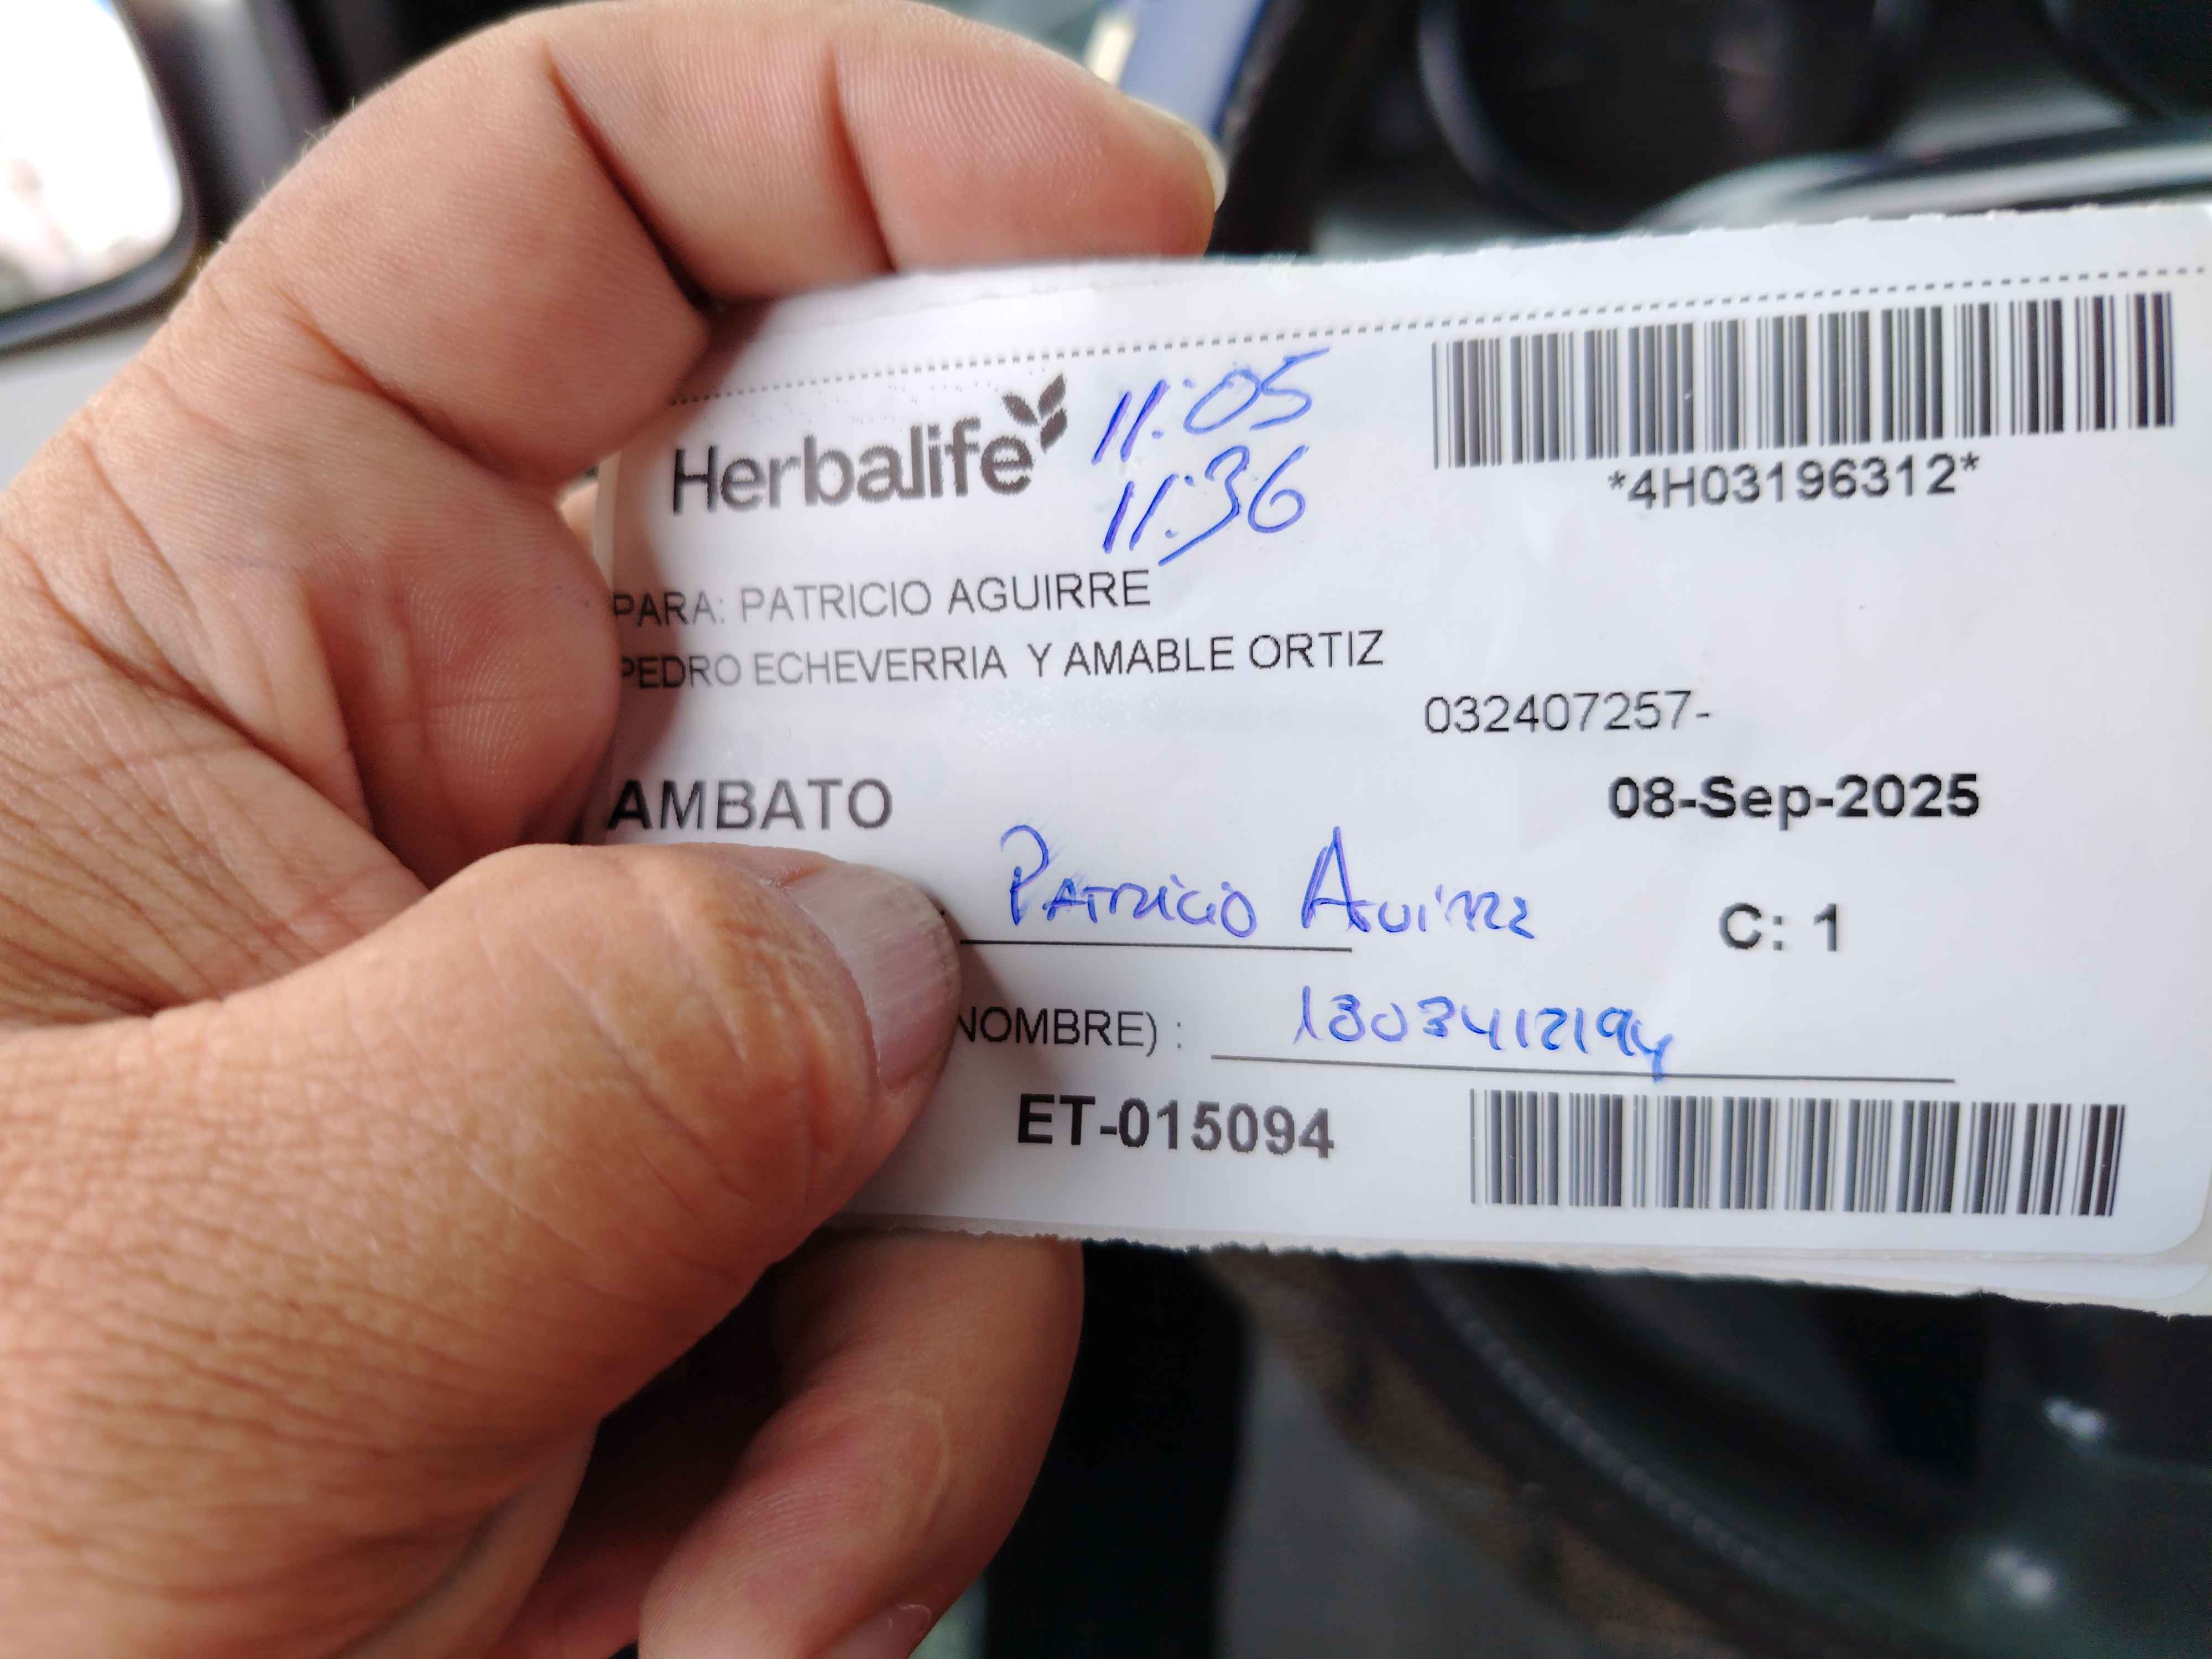 Herbalife
11:05
11:36
*4H03196312*
PARA: PATRICIO AGUIRRE
PEDRO ECHEVERRIA Y AMABLE ORTIZ
032407257-
AMBATO
08-Sep-2025
Patricio Aguirre
C: 1
NOMBRE) : 1803412194
ET-015094